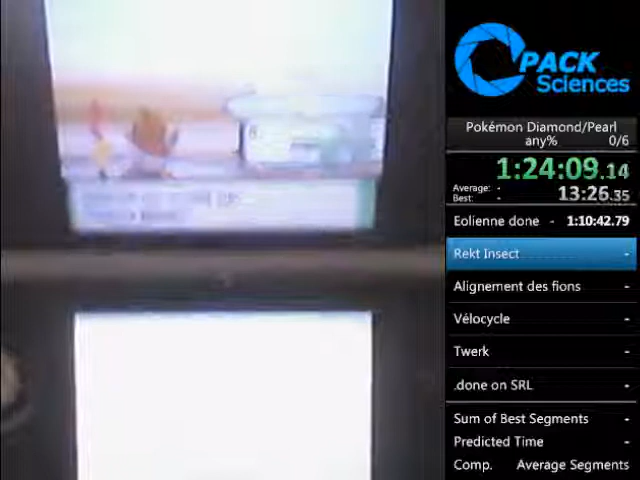 PACK
Sciences
Pokémon Diamond/Pearl
any% 0/6
1:24:09.14
Average: -
Best: - 13:26.35
Eolienne done - 1:10:42.79
Rekt Insect -
Alignement des fions -
Vélocycle -
Twerk -
.done on SRL -
Sum of Best Segments -
Predicted Time -
Comp. Average Segments